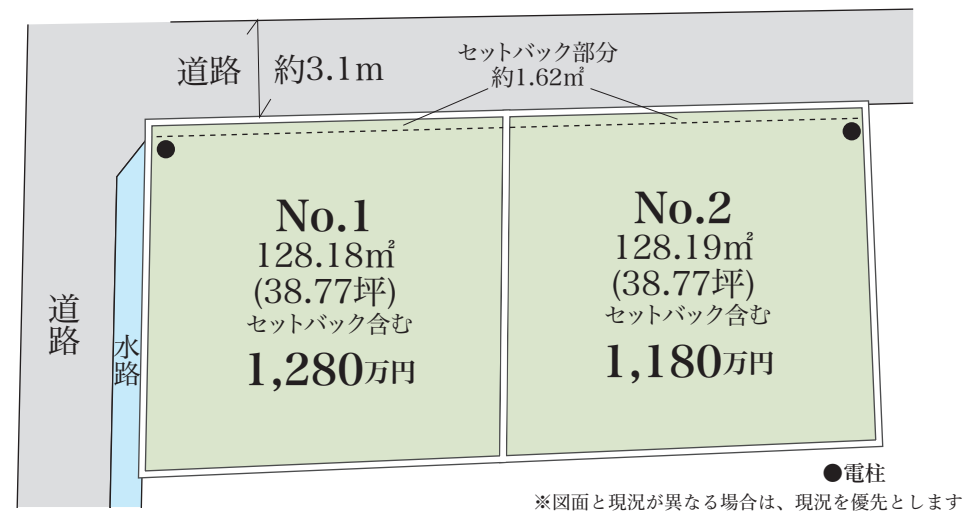 セットバック部分
約1.62㎡
道路 約3.1m
No.1
128.18㎡
(38.77坪)
セットバック含む
1,280万円
No.2
128.19㎡
(38.77坪)
セットバック含む
1,180万円
道路
水路
●電柱
※図面と現況が異なる場合は、現況を優先とします